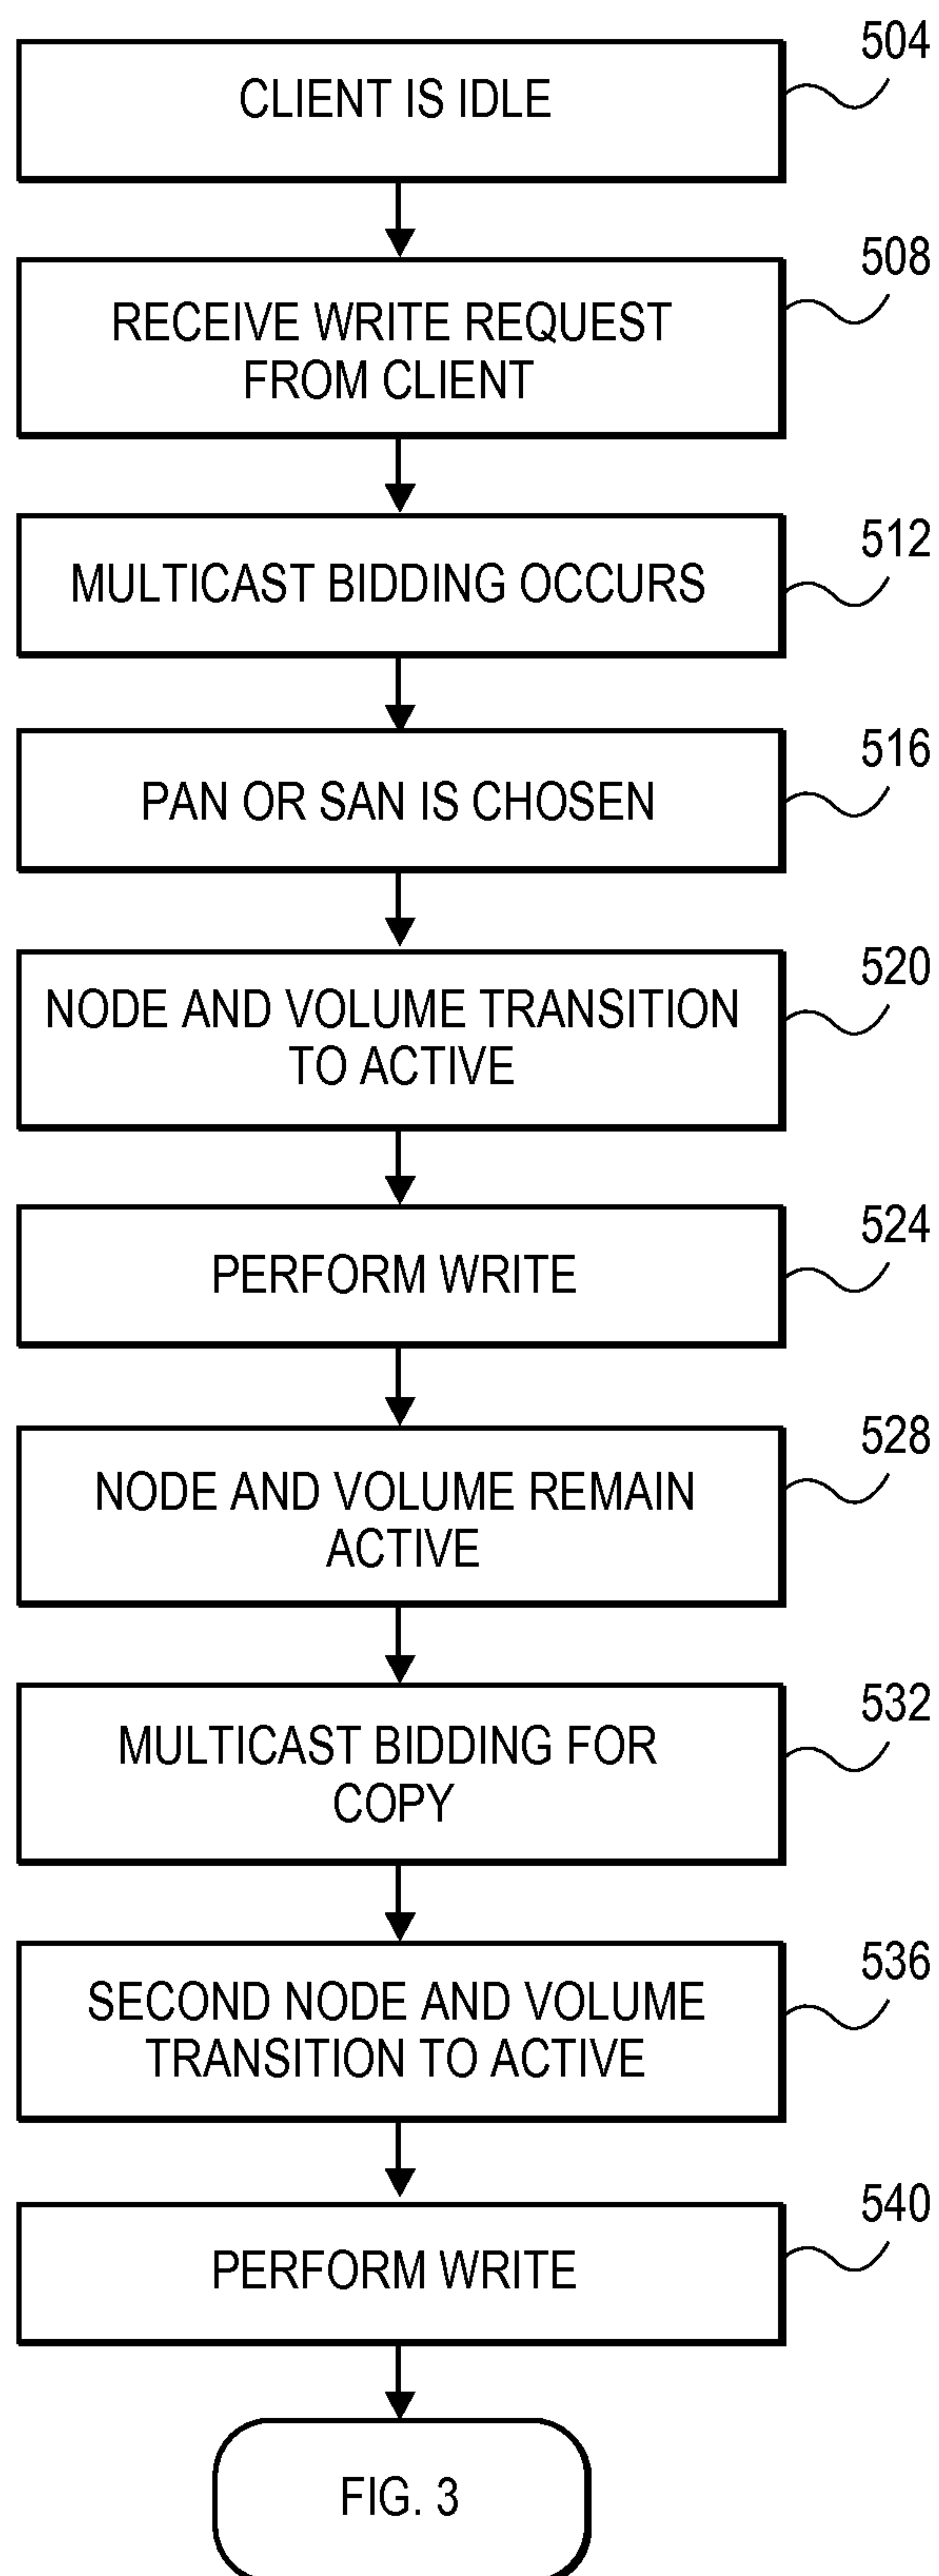 504
CLIENT IS IDLE
508
RECEIVE WRITE REQUEST
FROM CLIENT
512
MULTICAST BIDDING OCCURS
516
PAN OR SAN IS CHOSEN
520
NODE AND VOLUME TRANSITION
TO ACTIVE
524
PERFORM WRITE
528
NODE AND VOLUME REMAIN
ACTIVE
532
MULTICAST BIDDING FOR
COPY
536
SECOND NODE AND VOLUME
TRANSITION TO ACTIVE
540
PERFORM WRITE
FIG. 3